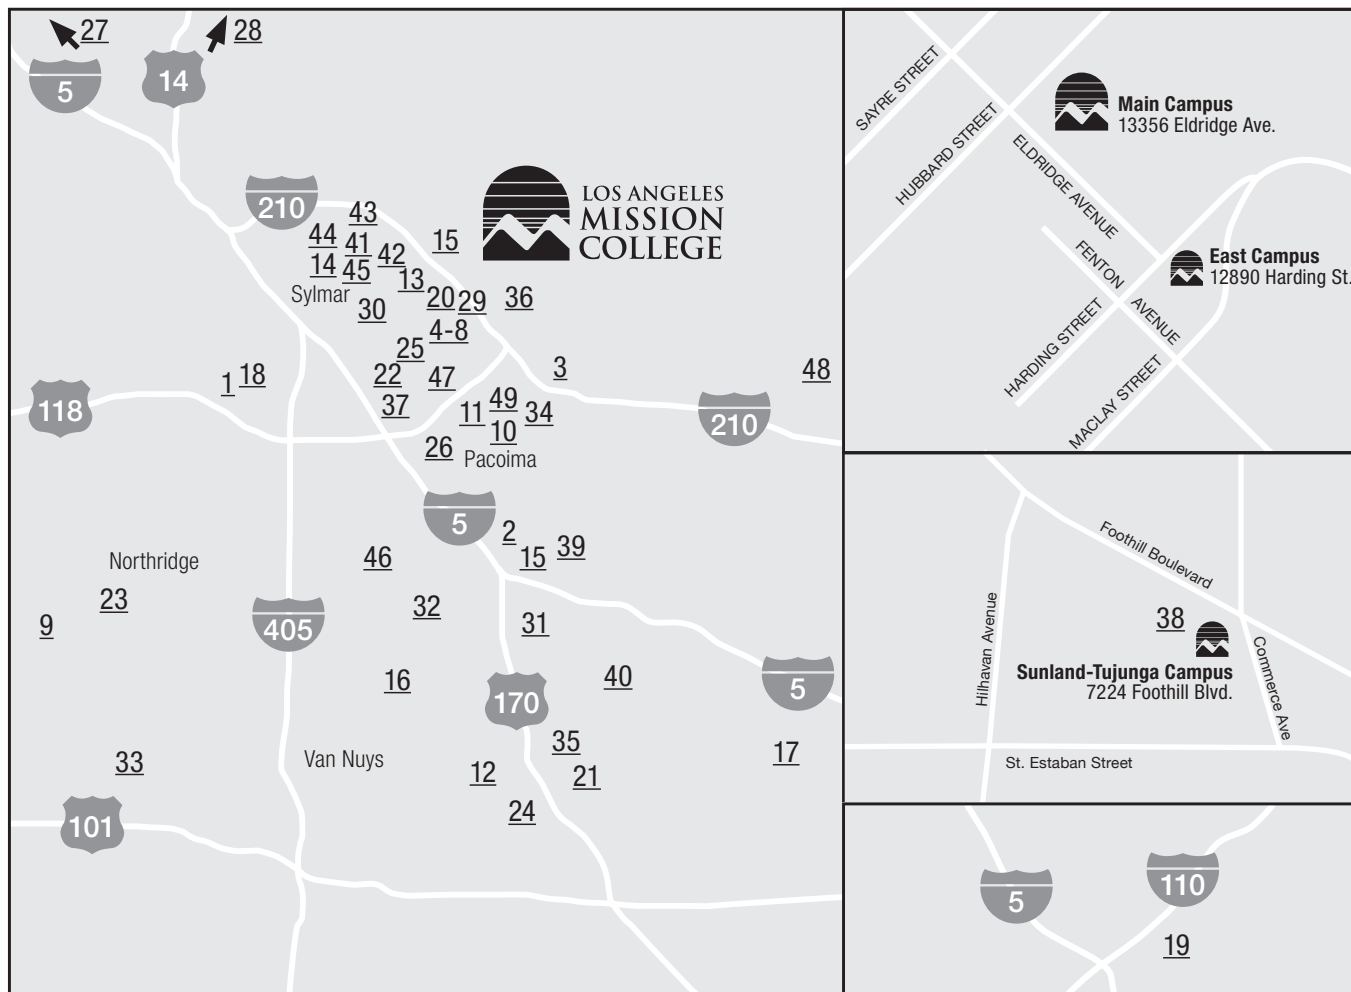 27
28
5
14
210
43
44
41
42
15
14
45
13
Sylmar
30
20
29
36
4-8
25
1
18
22
47
3
48
118
37
11
49
34
210
10
26
Pacoima
5
2
15
39
46
Northridge
23
9
405
32
31
16
40
170
5
35
17
33
Van Nuys
12
21
24
101
LOS ANGELES
MISSION
COLLEGE
SAYRE STREET
HUBBARD STREET
Main Campus
13356 Eldridge Ave.
ELDRIDGE AVENUE
FENTON AVENUE
East Campus
12890 Harding St.
HARDING STREET
MACLAY STREET
Foothill Boulevard
Hilhavan Avenue
38
Sunland-Tujunga Campus
7224 Foothill Blvd.
Commerce Ave
St. Estaban Street
5
110
19